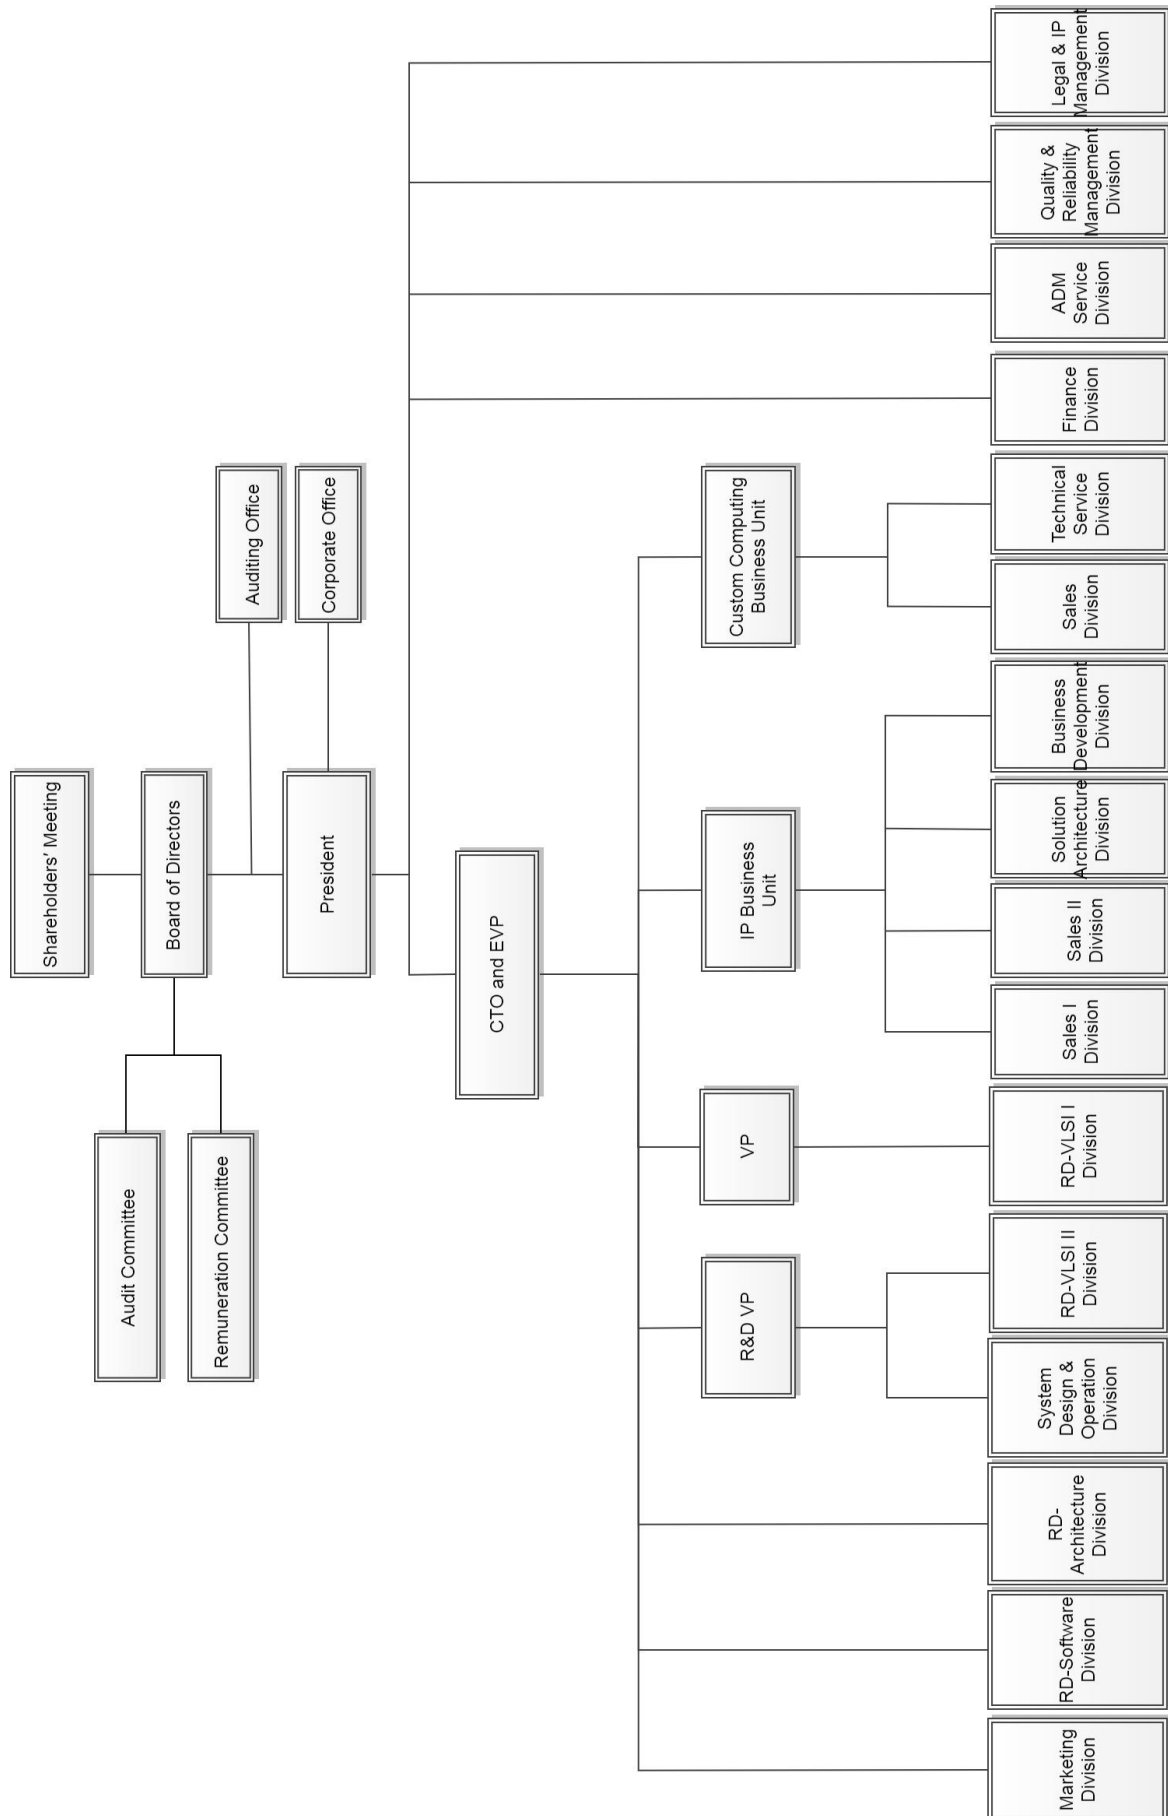 Shareholders' Meeting
Board of Directors
Audit Committee
Remuneration Committee
Auditing Office
President
Corporate Office
CTO and EVP
R&D VP
VP
IP Business
Unit
Custom Computing
Business Unit
Marketing
Division
RD-Software
Division
RD-
Architecture
Division
System
Design &
Operation
Division
RD-VLSI II
Division
RD-VLSI I
Division
Sales I
Division
Sales II
Division
Solution
Architecture
Division
Business
Development
Division
Sales
Division
Technical
Service
Division
Finance
Division
ADM
Service
Division
Quality &
Reliability
Management
Division
Legal & IP
Management
Division